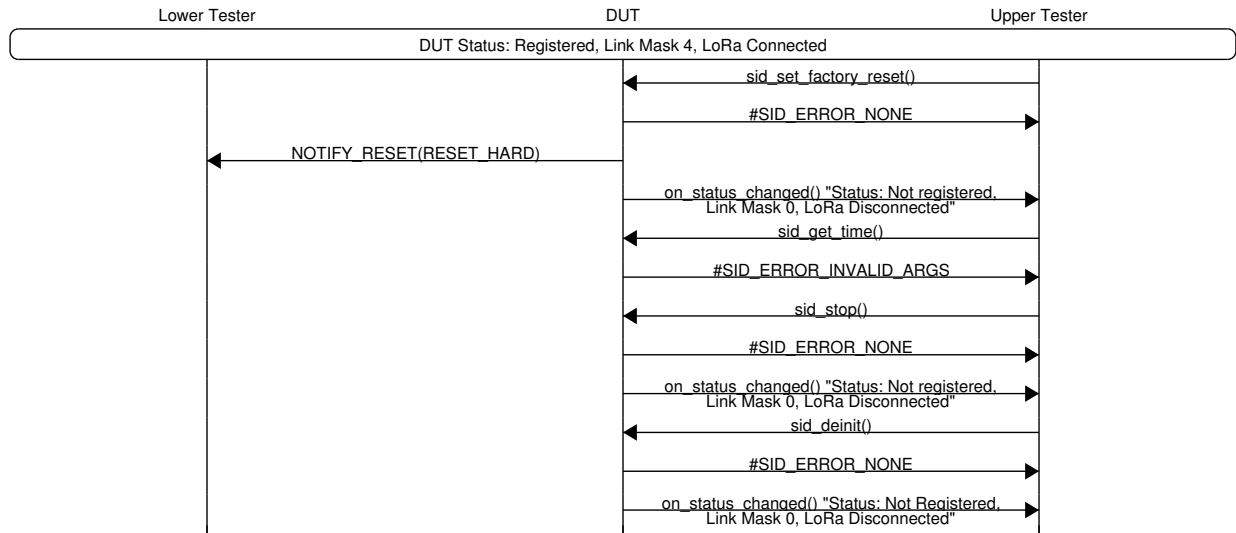 Lower Tester
DUT
Upper Tester
DUT Status: Registered, Link Mask 4, LoRa Connected
sid_set_factory_reset()
#SID_ERROR_NONE
NOTIFY_RESET(RESET_HARD)
on_status_changed() "Status: Not registered,
Link Mask 0, LoRa Disconnected"
sid_get_time()
#SID_ERROR_INVALID_ARGS
sid_stop()
#SID_ERROR_NONE
on_status_changed() "Status: Not registered,
Link Mask 0, LoRa Disconnected"
sid_deinit()
#SID_ERROR_NONE
on_status_changed() "Status: Not Registered,
Link Mask 0, LoRa Disconnected"